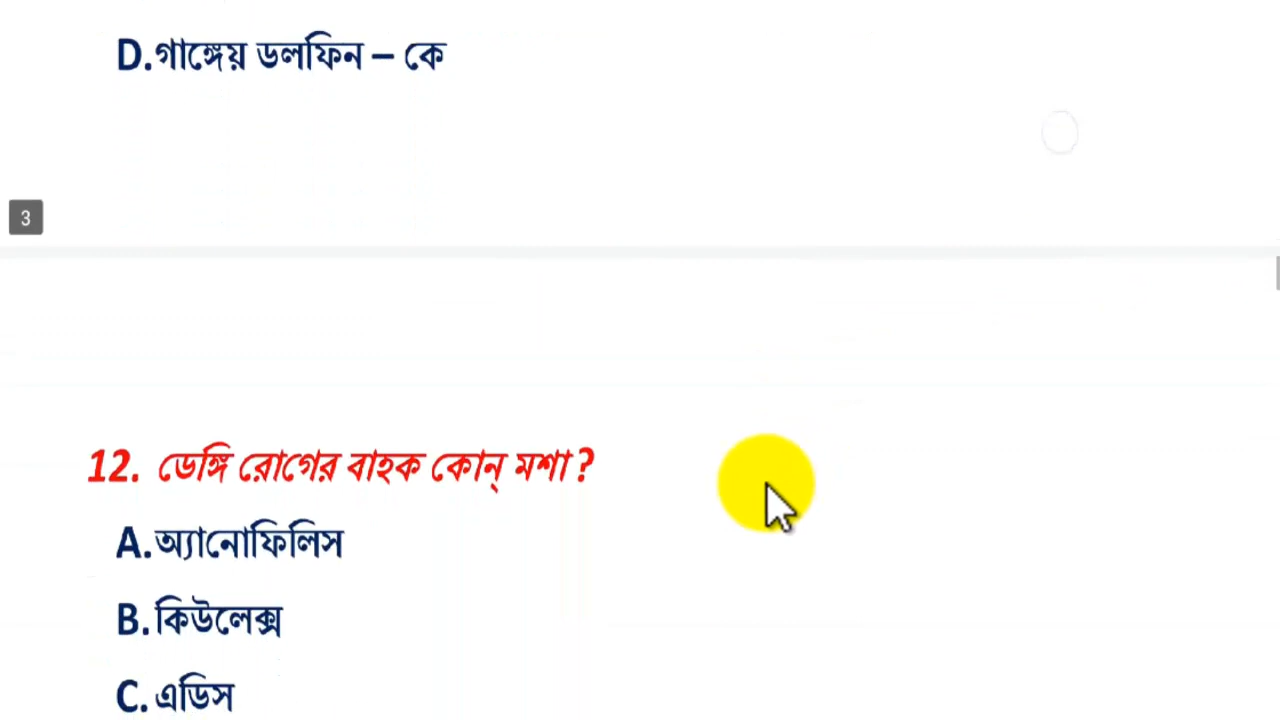 D.গাঙ্গেয় ডলফিন – কে
3
12. ডেঙ্গি রোগের বাহক কোন্ মশা ?
A.অ্যানোফিলিস
B.কিউলেক্স
C.এডিস